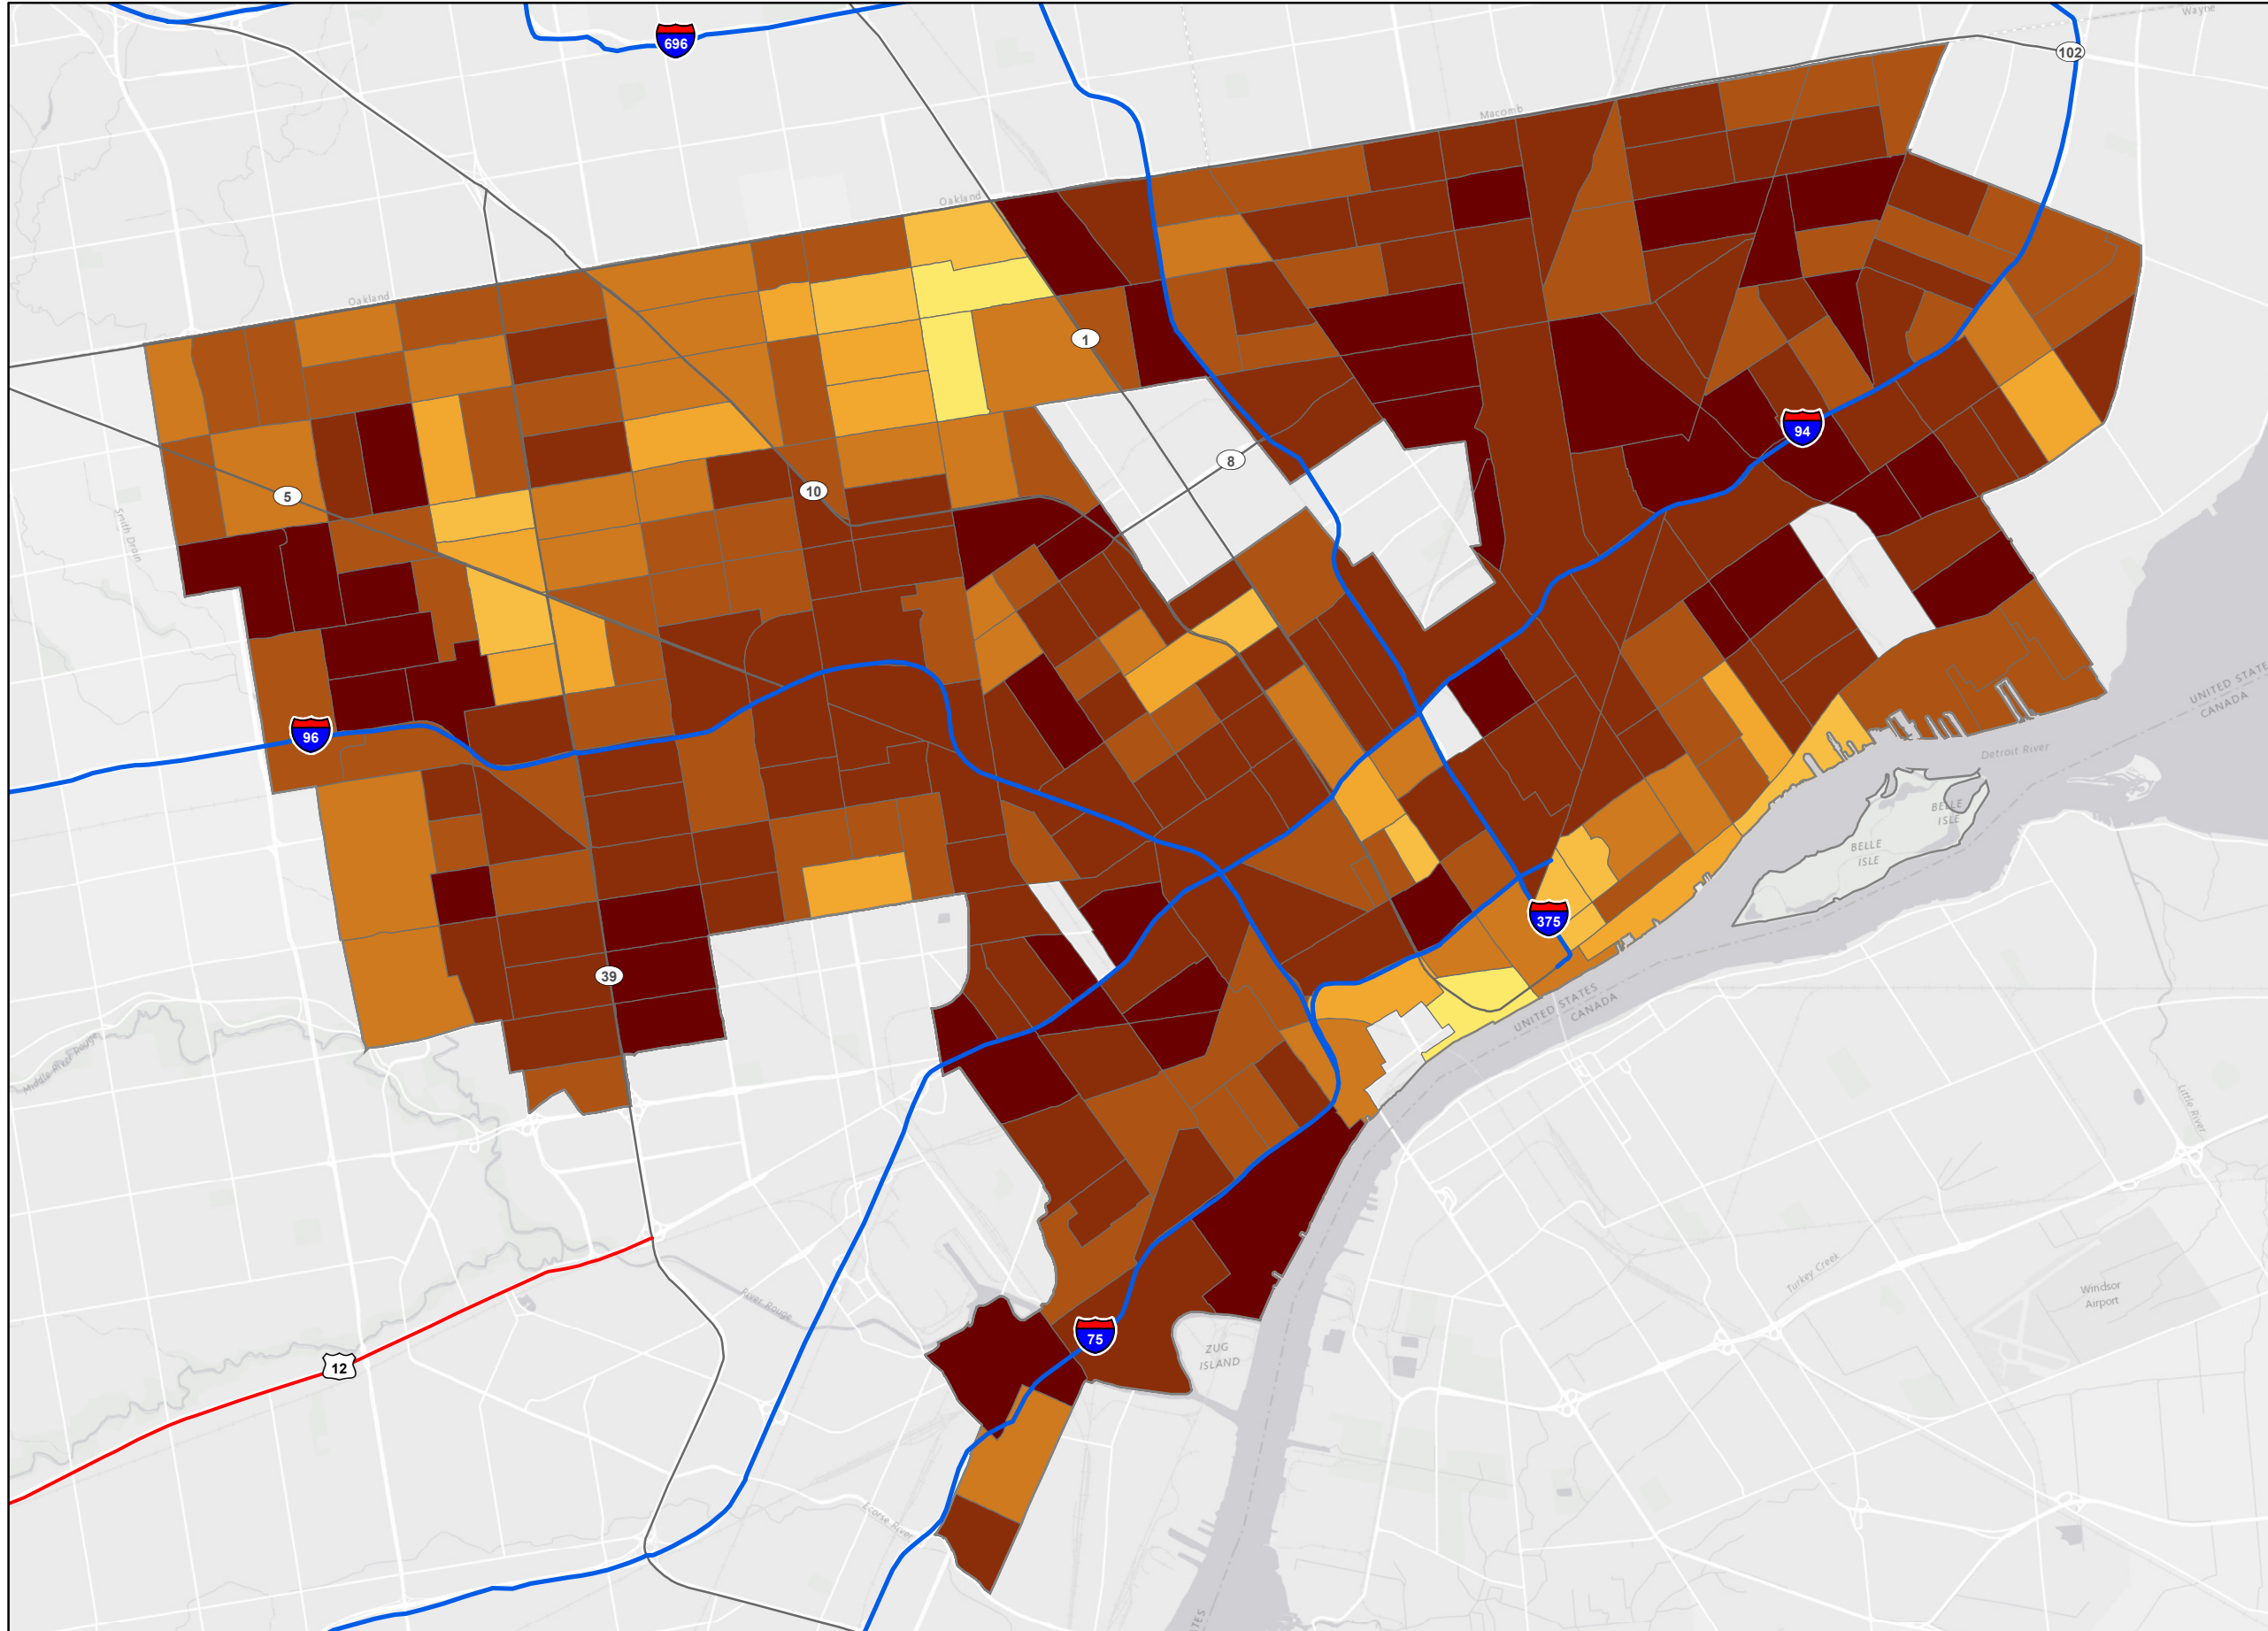 Wayne
696
102
Macomb
Oakland
Oakland
1
94
8
5
10
Smith Drain
UNITED STATES
CANADA
96
Detroit River
BELLE
ISLE
BELLE
ISLE
375
39
UNITED STATES
CANADA
Middle River Rouge
Little River
Turkey Creek
Windsor
Airport
River Rouge
75
ZUG
ISLAND
12
Ecorse River